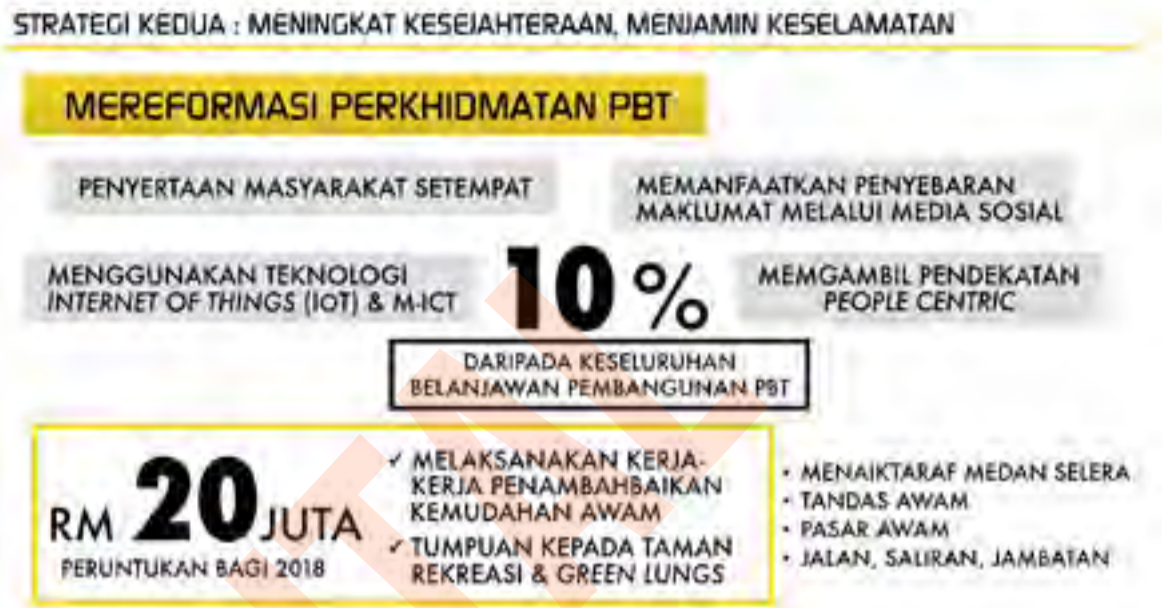 STRATEGI KEDUA : MENINGKAT KESEJAHTERAAN, MENJAMIN KESELAMATAN
MEREFORMASI PERKHIDMATAN PBT
PENYERTAAN MASYARAKAT SETEMPAT
MEMANFAATKAN PENYEBARAN
MAKLUMAT MELALUI MEDIA SOSIAL
MENGGUNAKAN TEKNOLOGI
INTERNET OF THINGS (IOT) & M-ICT
10 %
MEMGAMBIL PENDEKATAN
PEOPLE CENTRIC
DARIPADA KESELURUHAN
BELANJAWAN PEMBANGUNAN PBT
RM 20 JUTA
PERUNTUKAN BAGI 2018
✓ MELAKSANAKAN KERJA-
KERJA PENAMBAHBAIKAN
KEMUDAHAN AWAM
✓ TUMPUAN KEPADA TAMAN
REKREASI & GREEN LUNGS
• MENAIKTARAF MEDAN SELERA
• TANDAS AWAM
• PASAR AWAM
• JALAN, SALIRAN, JAMBATAN